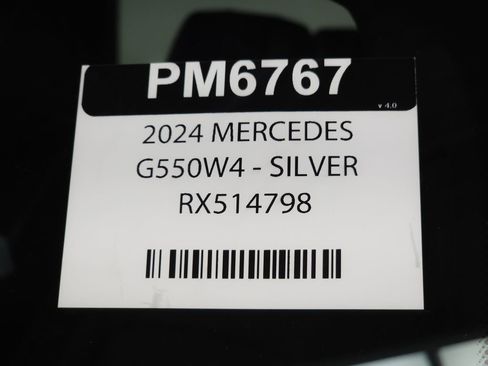 PM6767
v 4.0
2024 MERCEDES
G550W4 - SILVER
RX514798